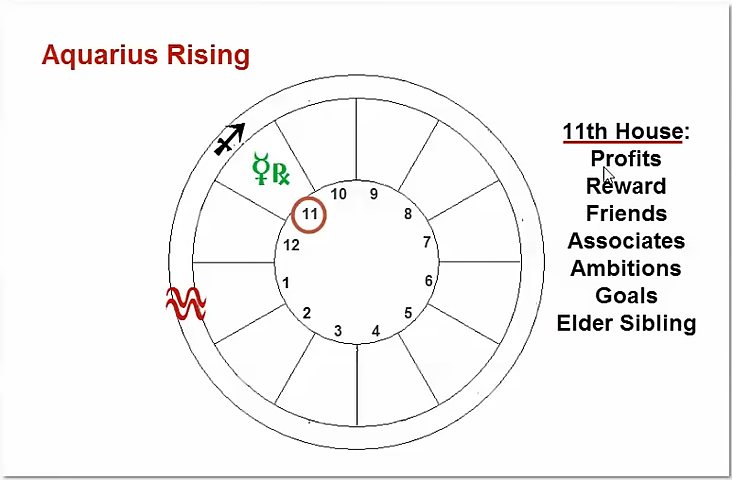 Aquarius Rising
11th House:
Profits
Reward
Friends
Associates
Ambitions
Goals
Elder Sibling
10
9
11
8
12
7
1
6
2
5
3
4